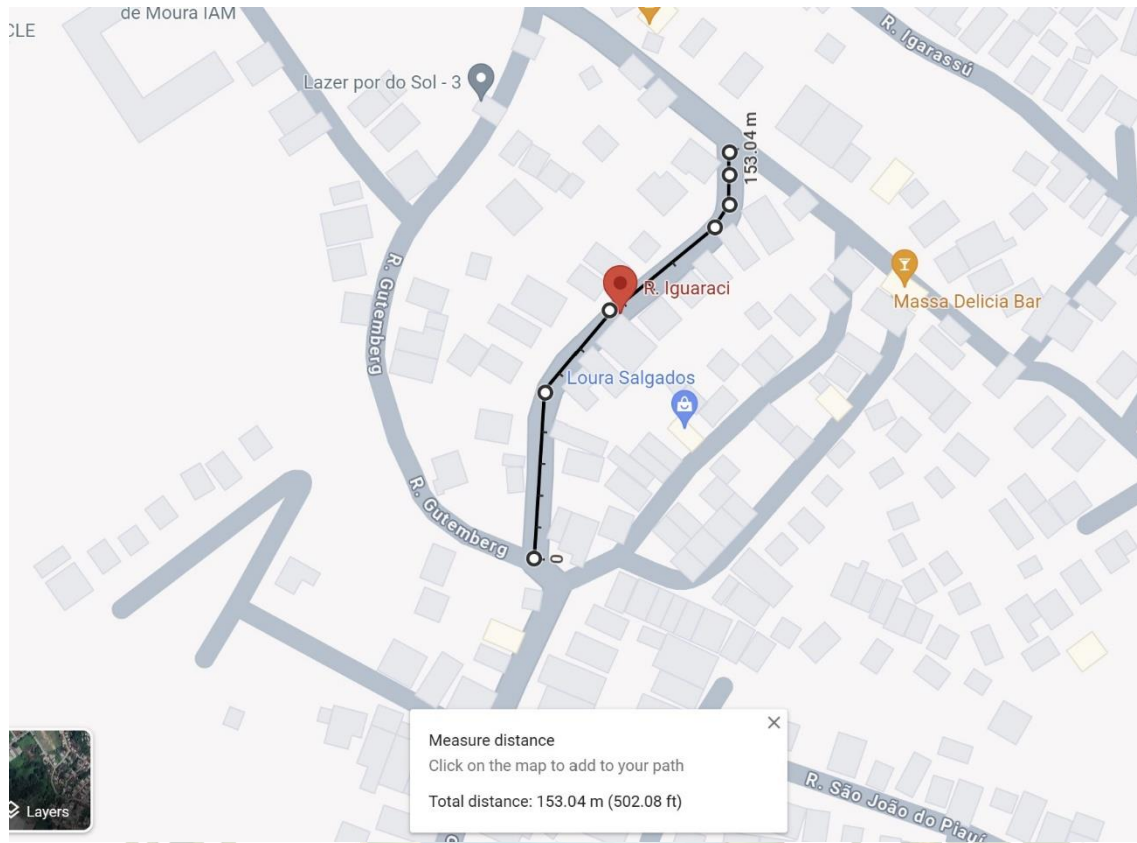 de Moura IAM
CLE
R. Igarassú
Lazer por do Sol - 3
153.04 m
R. Gutemberg
R. Iguaraci
Massa Delicia Bar
Loura Salgados
R. Gutemberg
0
Measure distance
Click on the map to add to your path
Total distance: 153.04 m (502.08 ft)
Layers
R. São João do Piauí